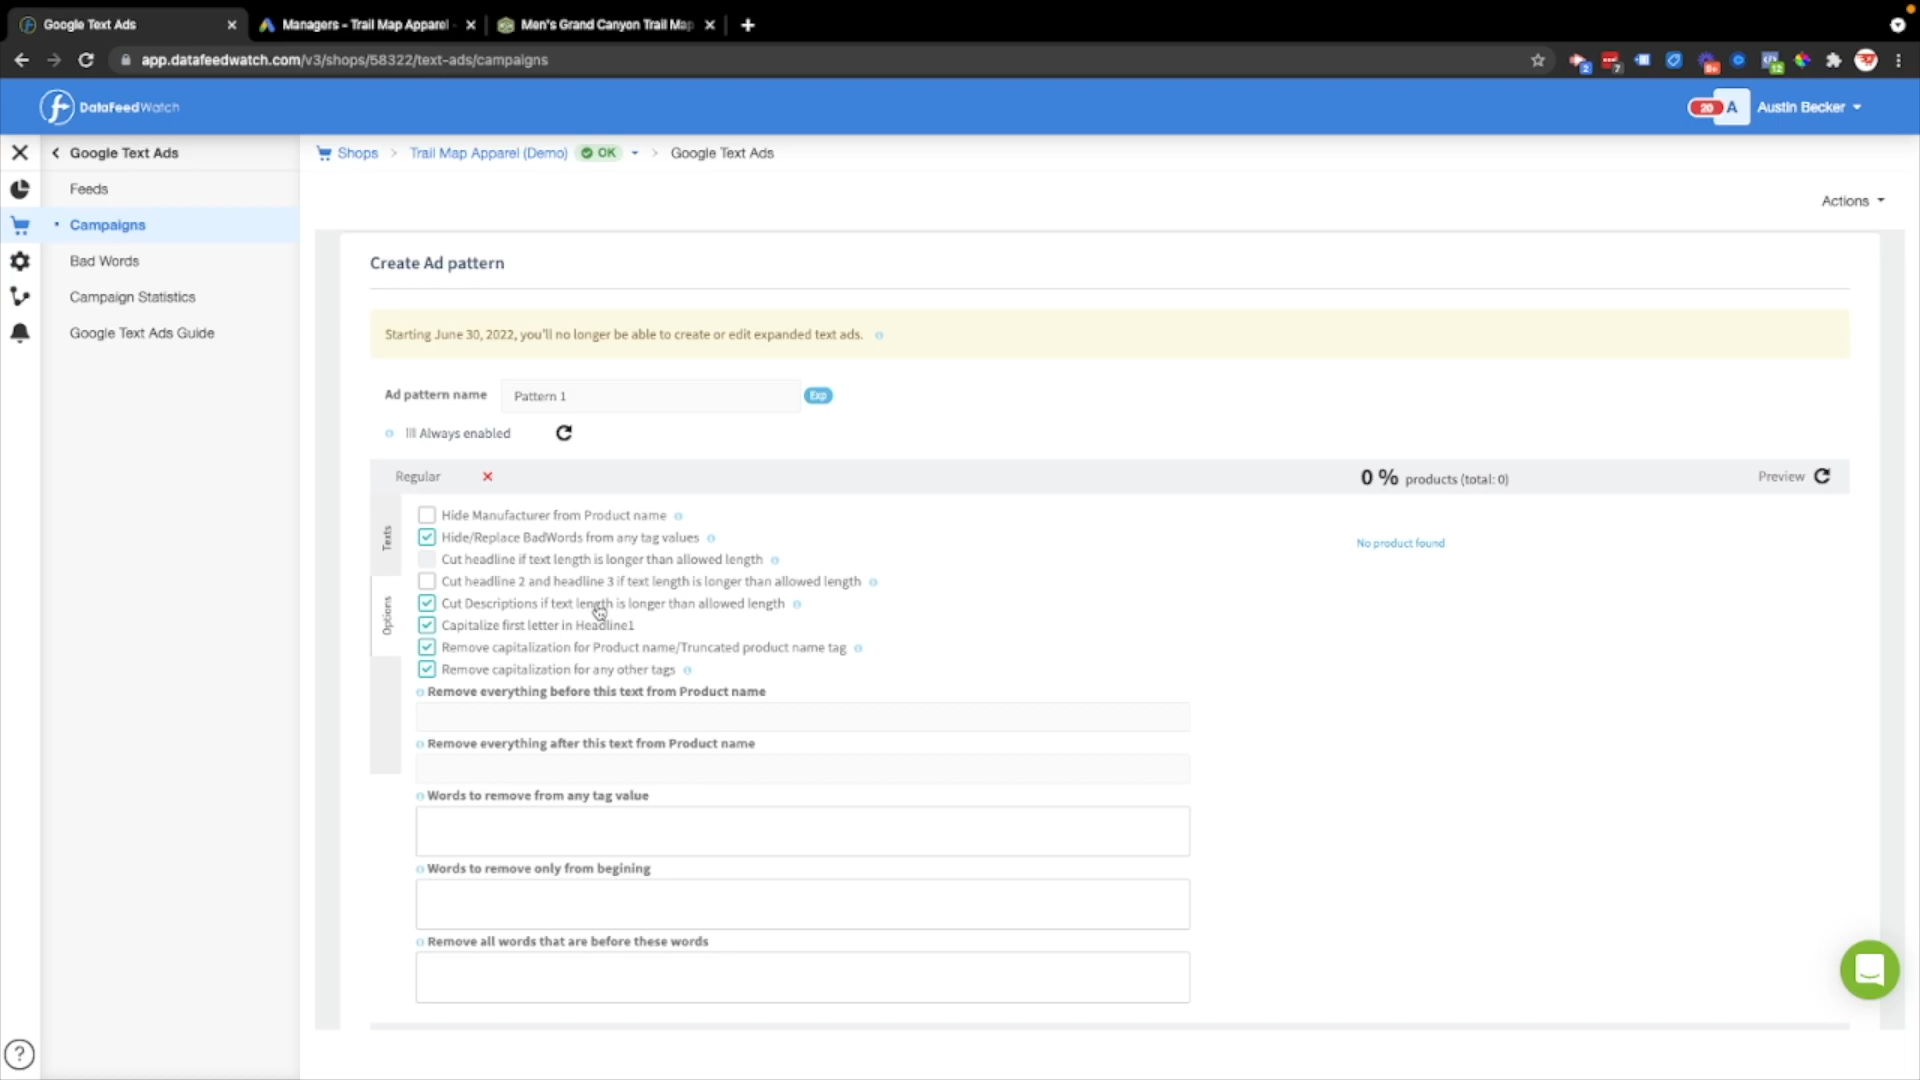 Google Text Ads
Managers - Trail Map Apparel
Men's Grand Canyon Trail Map
app.datafeedwatch.com/v3/shops/58322/text-ads/campaigns
2
7
9+
12
DataFeedWatch
20
A
Austin Becker
Google Text Ads
Feeds
Campaigns
Bad Words
Campaign Statistics
Google Text Ads Guide
Shops > Trail Map Apparel (Demo) OK > Google Text Ads
Actions
Create Ad pattern
Starting June 30, 2022, you'll no longer be able to create or edit expanded text ads.
Ad pattern name
Pattern 1
Exp
Always enabled
Regular
0 % products (total: 0)
Preview
Texts
Options
Hide Manufacturer from Product name
Hide/Replace BadWords from any tag values
Cut headline if text length is longer than allowed length
Cut headline 2 and headline 3 if text length is longer than allowed length
Cut Descriptions if text length is longer than allowed length
Capitalize first letter in Headline1
Remove capitalization for Product name/Truncated product name tag
Remove capitalization for any other tags
Remove everything before this text from Product name
Remove everything after this text from Product name
Words to remove from any tag value
Words to remove only from begining
Remove all words that are before these words
No product found
?